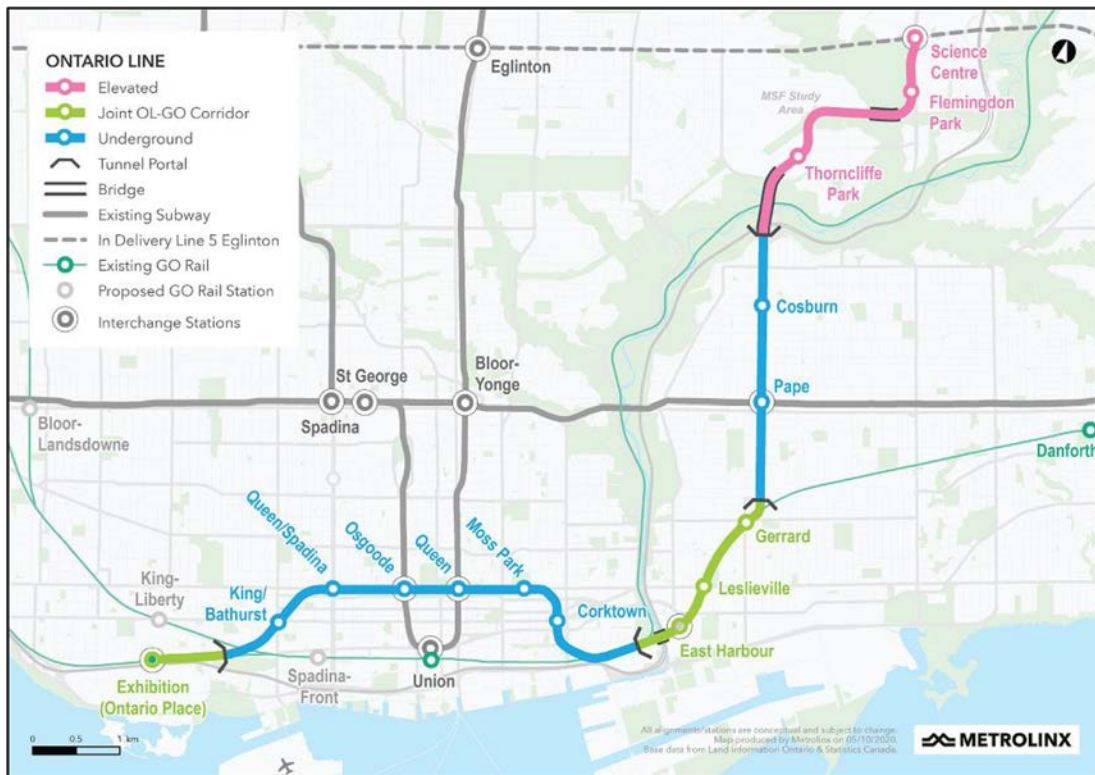 ONTARIO LINE
Elevated
Joint OL-GO Corridor
Underground
Tunnel Portal
Bridge
Existing Subway
In Delivery Line 5 Eglinton
Existing GO Rail
Proposed GO Rail Station
Interchange Stations
Eglinton
Science
Centre
MSF Study
Area
Flemingdon
Park
Thorncliffe
Park
Cosburn
St George
Bloor-
Yonge
Pape
Spadina
Bloor-
Landsdowne
Danforth
Queen/Spadina
Osgoode
Queen
Moss Park
Gerrard
King-
Liberty
King/
Bathurst
Corktown
Leslieville
East Harbour
Exhibition
(Ontario Place)
Spadina-
Front
Union
0 0.5 1 km
All alignments/stations are conceptual and subject to change.
Map produced by Metrolinx on 05/10/2020.
Base data from Land Information Ontario & Statistics Canada.
METROLINX